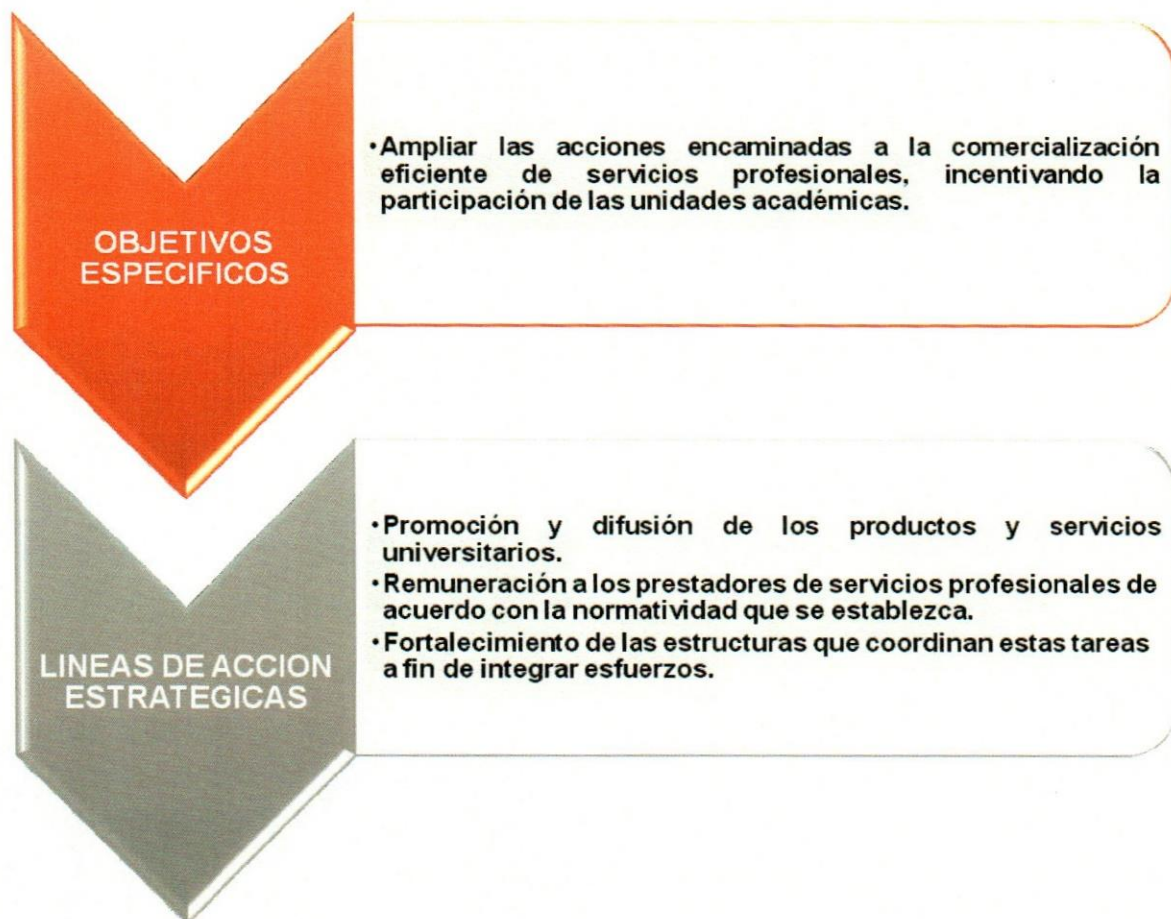 OBJETIVOS
ESPECIFICOS
•Ampliar las acciones encaminadas a la comercialización
eficiente de servicios profesionales, incentivando la
participación de las unidades académicas.
LINEAS DE ACCION
ESTRATEGICAS
•Promoción y difusión de los productos y servicios
universitarios.
•Remuneración a los prestadores de servicios profesionales de
acuerdo con la normatividad que se establezca.
•Fortalecimiento de las estructuras que coordinan estas tareas
a fin de integrar esfuerzos.